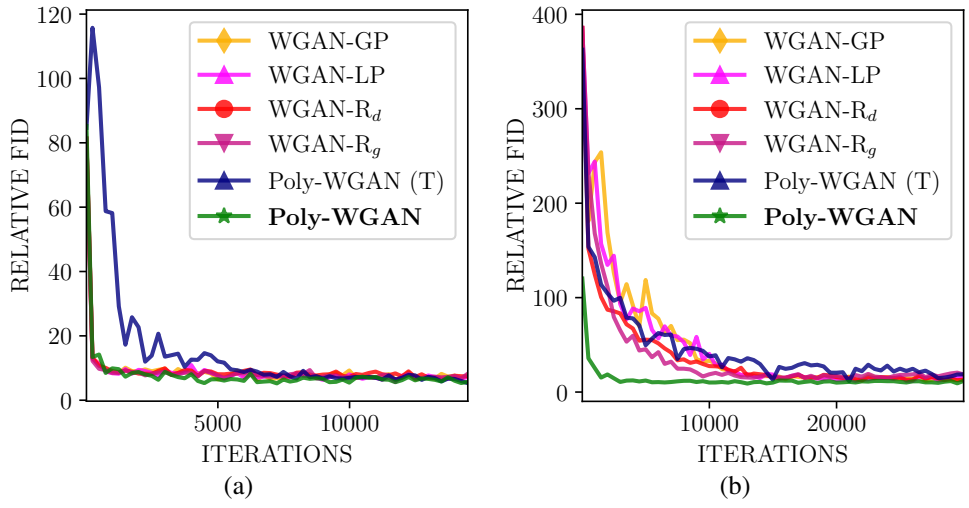 120
100
80
60
40
20
0
RELATIVE FID
WGAN-GP
WGAN-LP
WGAN-R_d
WGAN-R_g
Poly-WGAN (T)
Poly-WGAN
5000
10000
ITERATIONS
(a)
400
300
200
100
0
RELATIVE FID
WGAN-GP
WGAN-LP
WGAN-R_d
WGAN-R_g
Poly-WGAN (T)
Poly-WGAN
10000
20000
ITERATIONS
(b)